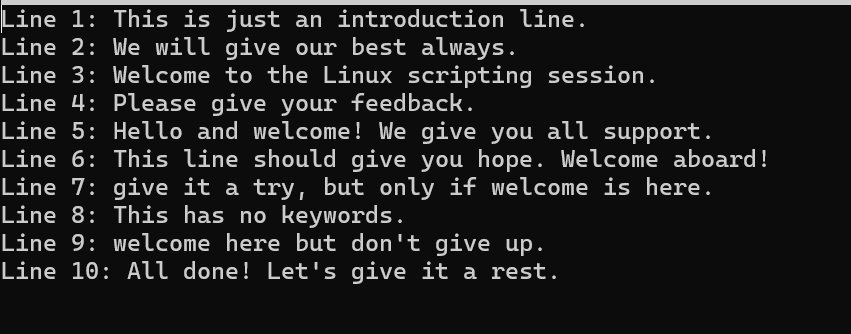 Line 1: This is just an introduction line.
Line 2: We will give our best always.
Line 3: Welcome to the Linux scripting session.
Line 4: Please give your feedback.
Line 5: Hello and welcome! We give you all support.
Line 6: This line should give you hope. Welcome aboard!
Line 7: give it a try, but only if welcome is here.
Line 8: This has no keywords.
Line 9: welcome here but don't give up.
Line 10: All done! Let's give it a rest.